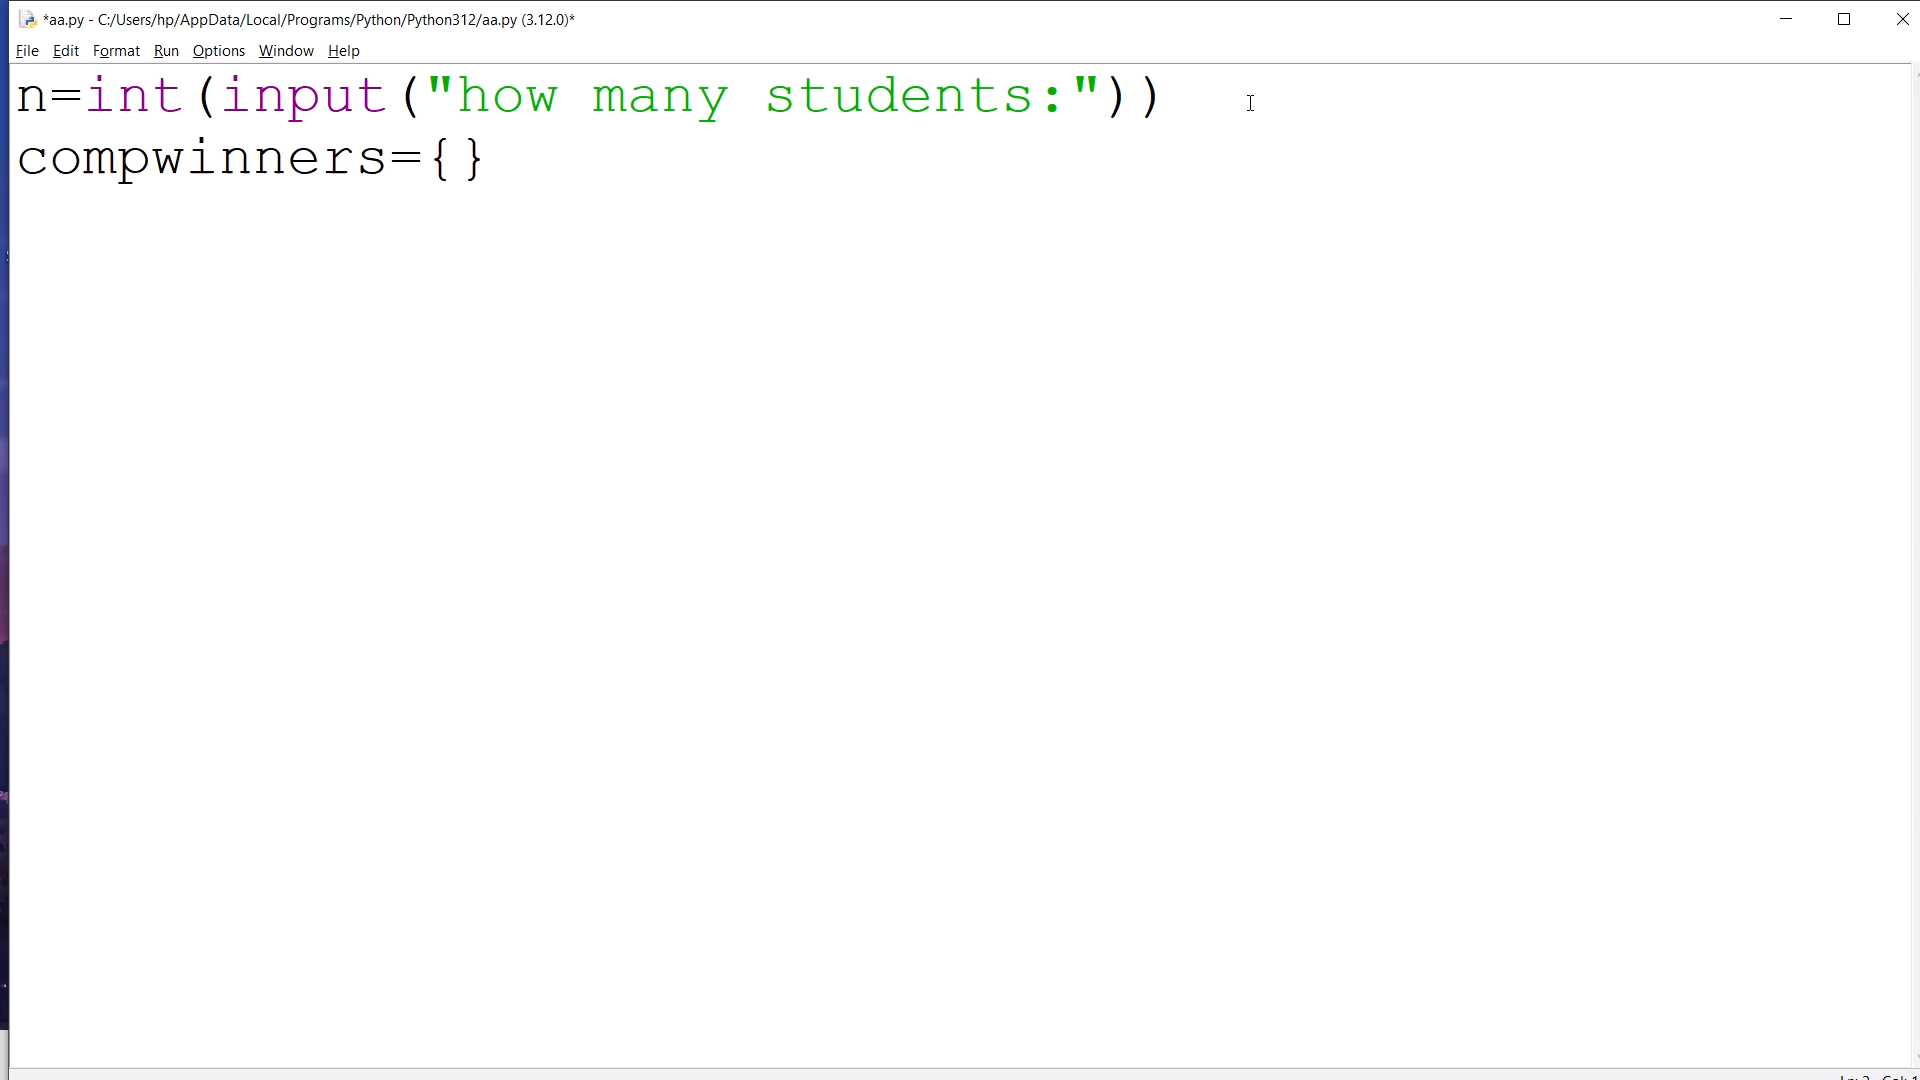 *aa.py - C:/Users/hp/AppData/Local/Programs/Python/Python312/aa.py (3.12.0)*
File Edit Format Run Options Window Help
n=int(input("how many students:"))
compwinners={}